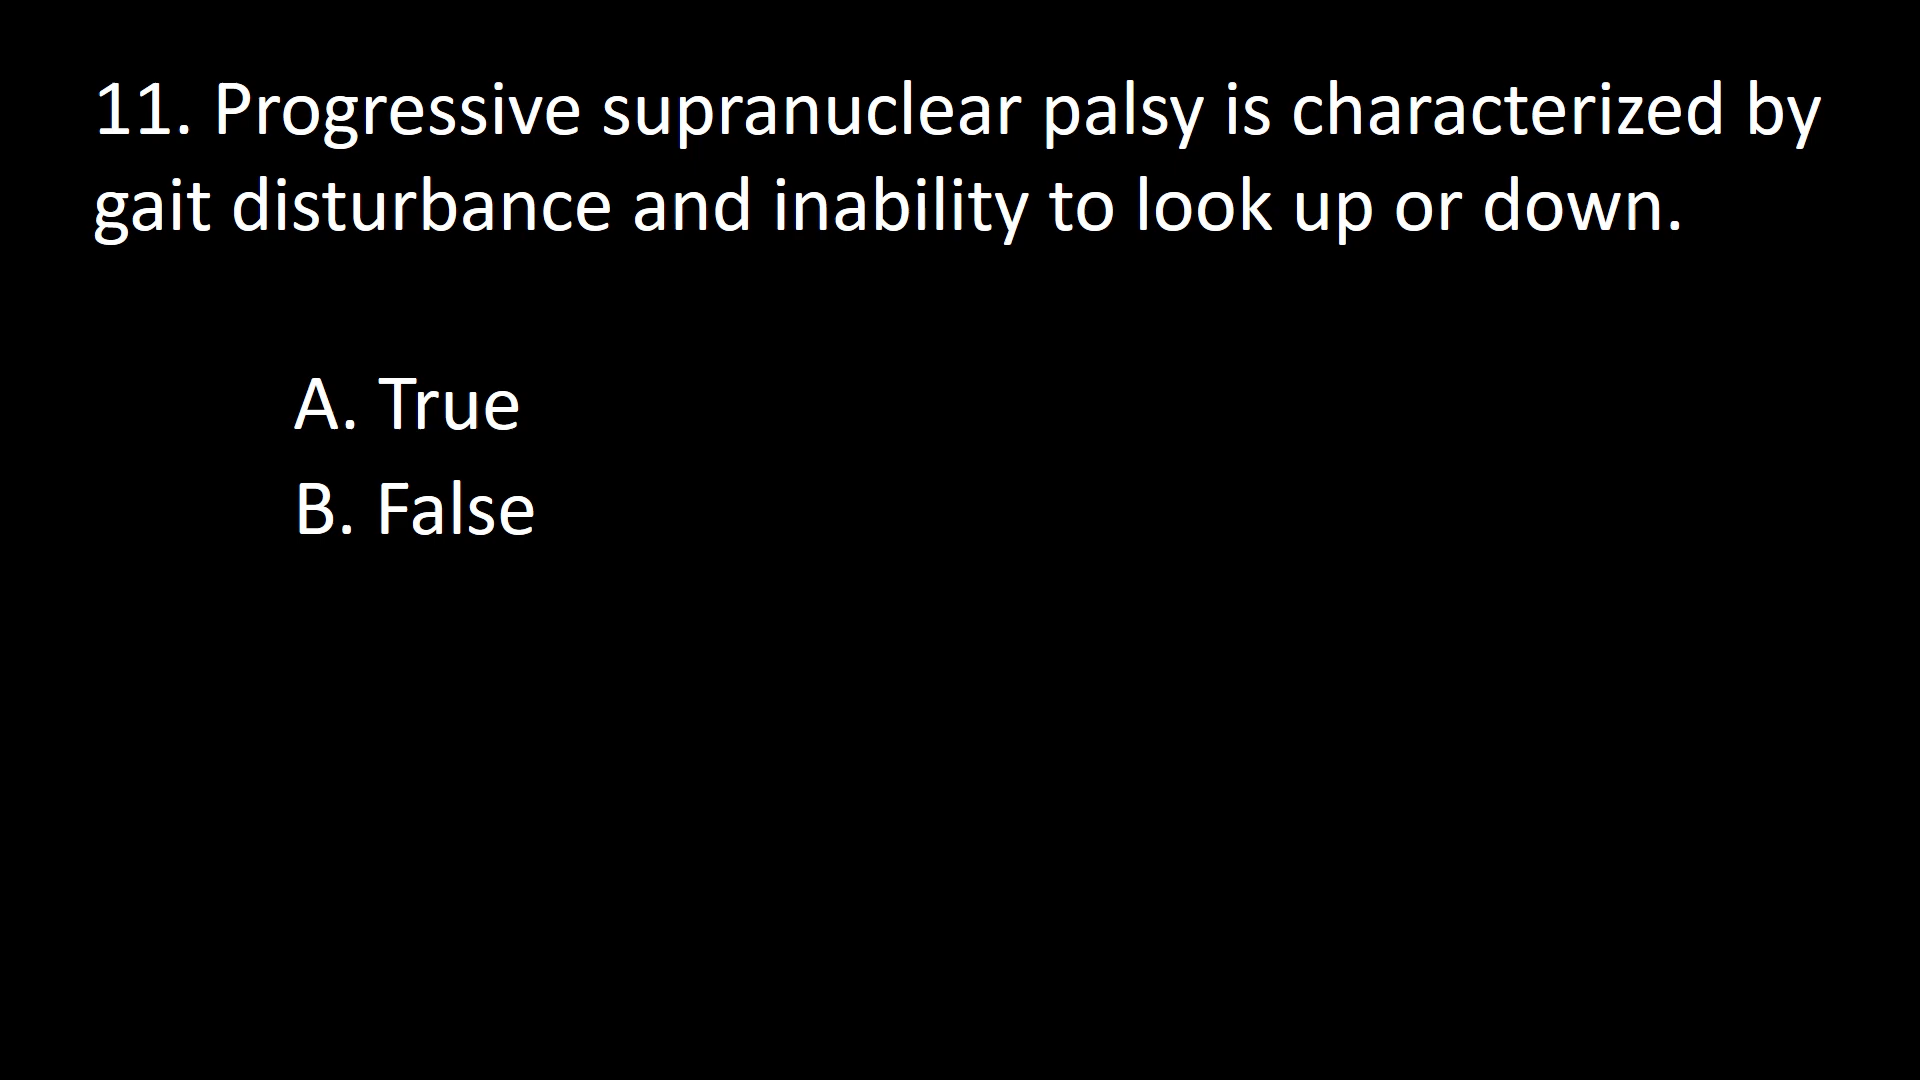 11. Progressive supranuclear palsy is characterized by
gait disturbance and inability to look up or down.
A. True
B. False